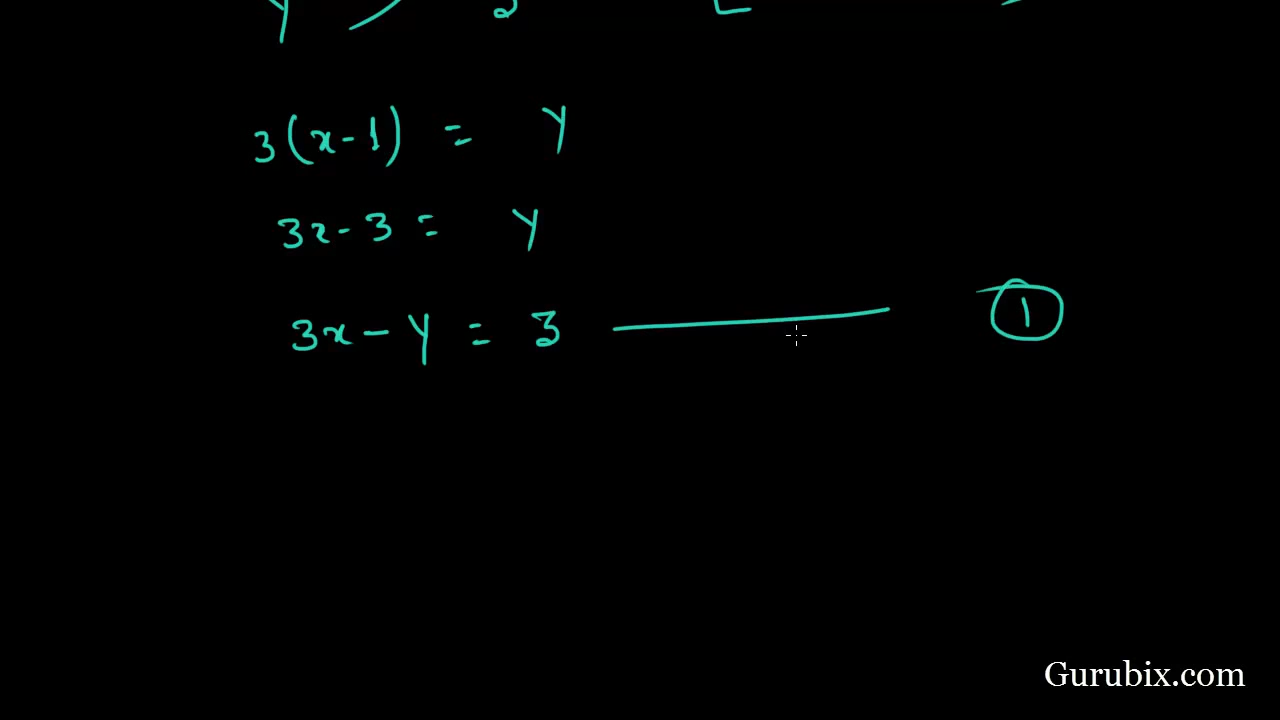 3(x-1) = y
3x - 3 = y
3x - y = 3 ①
Gurubix.com